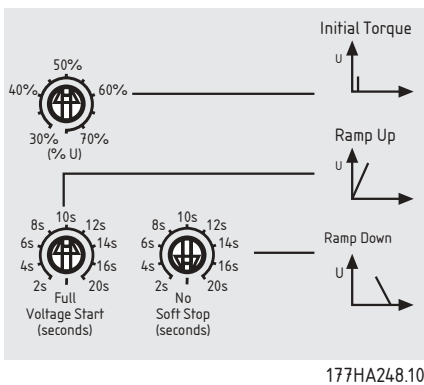 Initial Torque
U
50%
40%
60%
30%
70%
(% U)
Ramp Up
U
10s
8s
12s
6s
14s
4s
16s
2s
20s
Full
Voltage Start
(seconds)
10s
8s
12s
6s
14s
4s
16s
2s
20s
No
Soft Stop
(seconds)
Ramp Down
U
177HA248.10